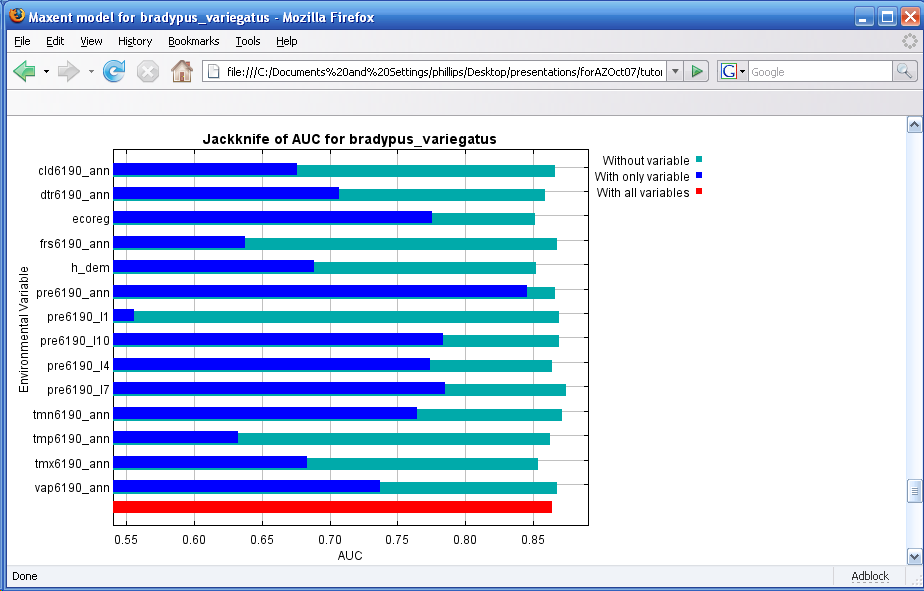 Maxent model for bradypus_variegatus - Mozilla Firefox
File Edit View History Bookmarks Tools Help
file:///C:/Documents%20and%20Settings/phillips/Desktop/presentations/forAZOct07/tutor
G Google
Jackknife of AUC for bradypus_variegatus
Without variable
With only variable
With all variables
Environmental Variable
cld6190_ann
dtr6190_ann
ecoreg
frs6190_ann
h_dem
pre6190_ann
pre6190_l1
pre6190_l10
pre6190_l4
pre6190_l7
tmn6190_ann
tmp6190_ann
tmx6190_ann
vap6190_ann
0.55 0.60 0.65 0.70 0.75 0.80 0.85
AUC
Done
Adblock